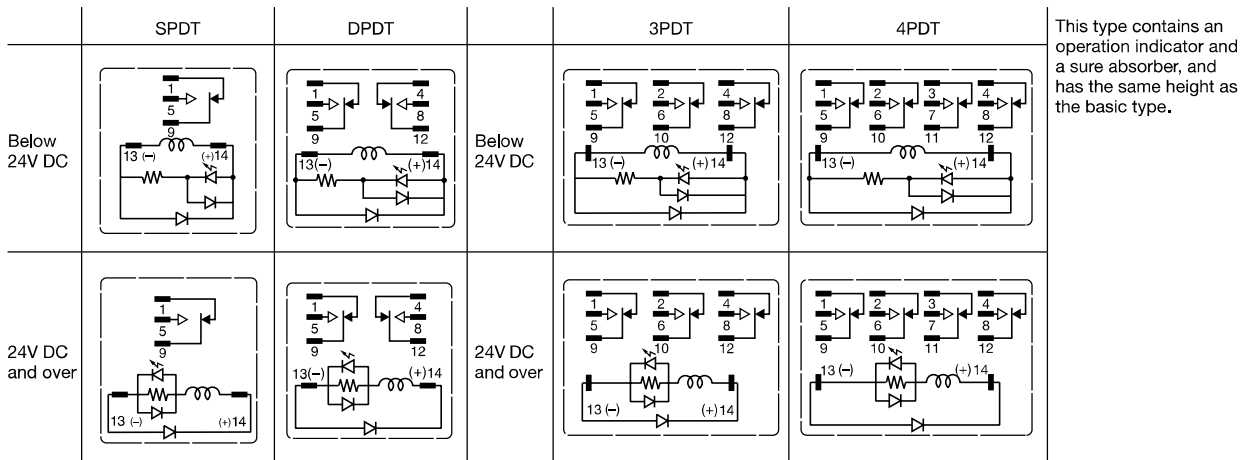 SPDT DPDT 3PDT 4PDT
This type contains an
operation indicator and
a sure absorber, and
has the same height as
the basic type.
Below
24V DC
1
5
9
13 (–) (+)14
1 4
5 8
9 12
13(–) (+)14
Below
24V DC
1 2 4
5 6 8
9 10 12
13(–) (+)14
1 2 3 4
5 6 7 8
9 10 11 12
13(–) (+)14
24V DC
and over
1
5
9
13 (–) (+)14
1 4
5 8
9 12
13(–) (+)14
24V DC
and over
1 2 4
5 6 8
9 10 12
13 (–) (+)14
1 2 3 4
5 6 7 8
9 10 11 12
13 (–) (+)14